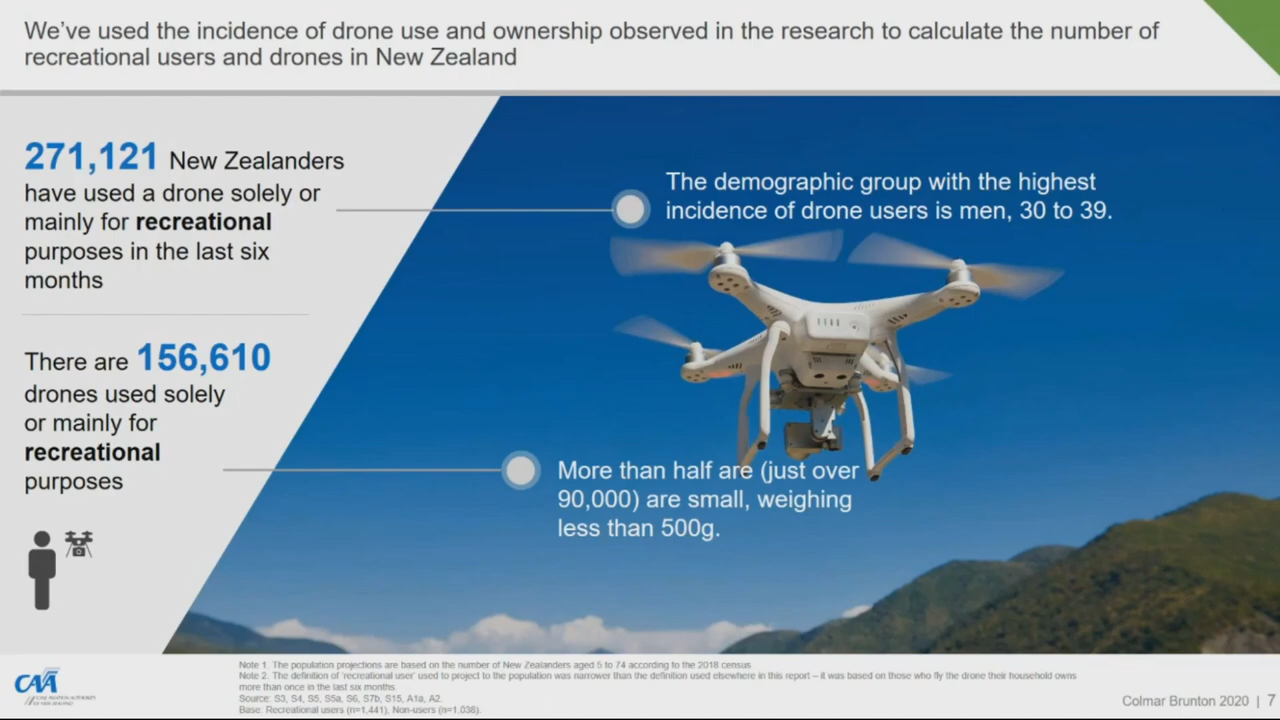 We've used the incidence of drone use and ownership observed in the research to calculate the number of
recreational users and drones in New Zealand
271,121 New Zealanders
have used a drone solely or
mainly for recreational
purposes in the last six
months
The demographic group with the highest
incidence of drone users is men, 30 to 39.
There are 156,610
drones used solely
or mainly for
recreational
purposes
More than half are (just over
90,000) are small, weighing
less than 500g.
CAA
CIVIL AVIATION AUTHORITY
OF NEW ZEALAND
Note 1. The population projections are based on the number of New Zealanders aged 5 to 74 according to the 2018 census
Note 2. The definition of 'recreational user' used to project to the population was narrower than the definition used elsewhere in this report – it was based on those who fly the drone their household owns
more than once in the last six months
Source: S3, S4, S5, S5a, S6, S7b, S15, A1a, A2.
Base: Recreational users (n=1,441), Non-users (n=1,038).
Colmar Brunton 2020 | 7